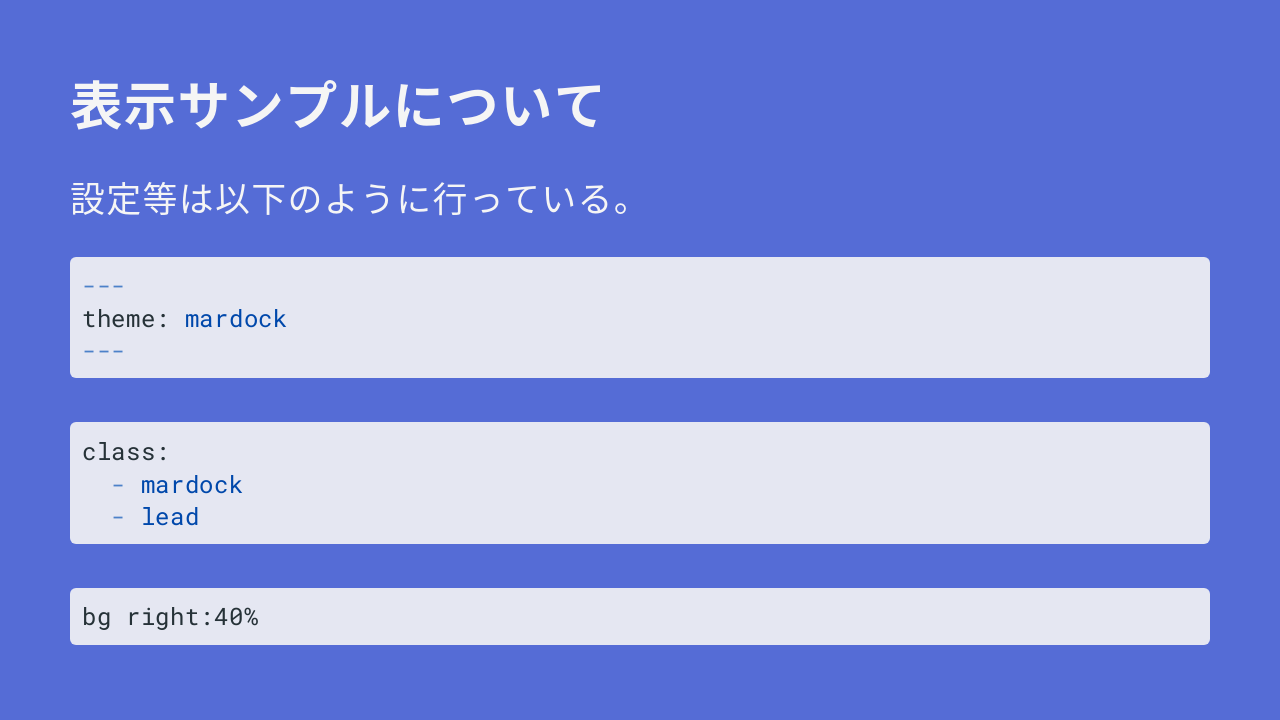 表示サンプルについて
設定等は以下のように行っている。
---
theme: mardock
---
class:
  - mardock
  - lead
bg right:40%